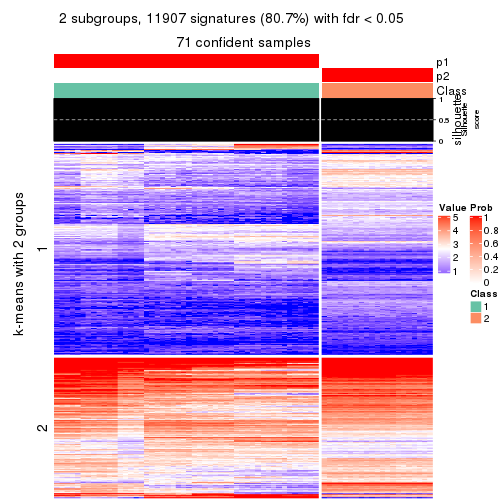 2 subgroups, 11907 signatures (80.7%) with fdr < 0.05
71 confident samples
p1
p2
Class
1
0.5
0
silhouette
Silhouette
score
k-means with 2 groups
1
2
Value
5
4
3
2
1
Prob
1
0.8
0.6
0.4
0.2
0
Class
1
2